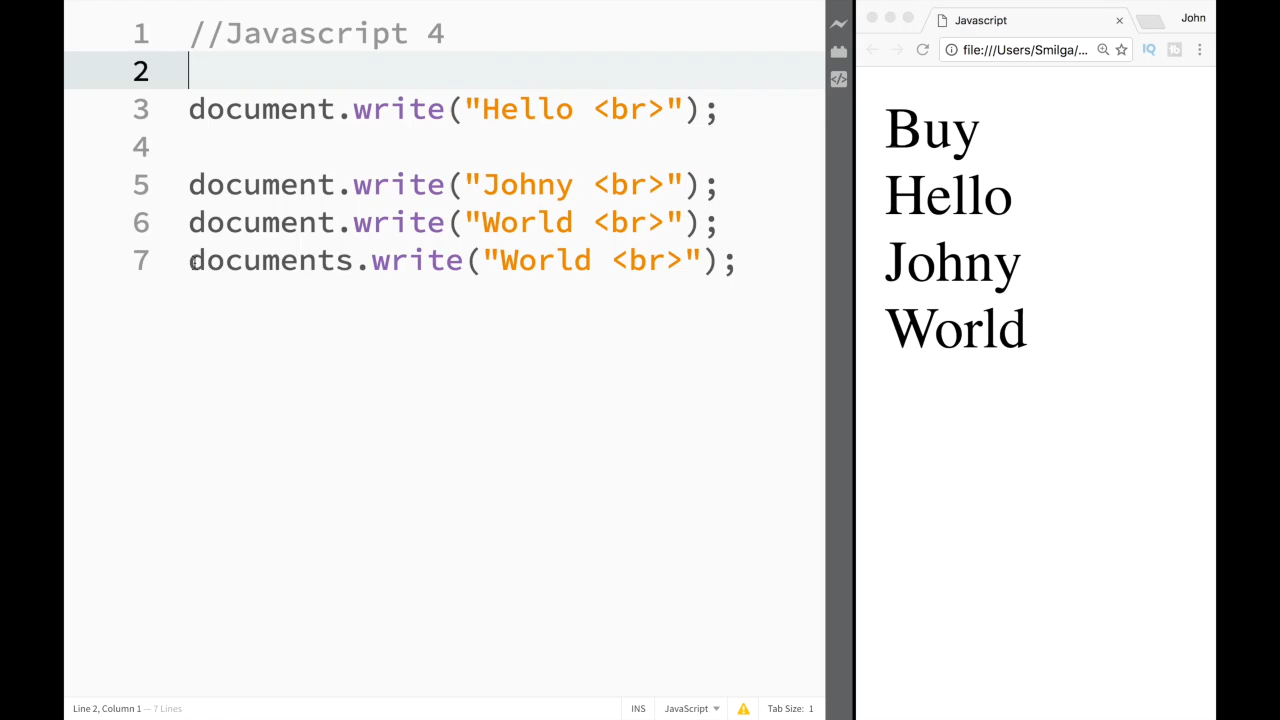 1 //Javascript 4
2
3 document.write("Hello <br>");
4
5 document.write("Johny <br>");
6 document.write("World <br>");
7 documents.write("World <br>");
Line 2, Column 1 — 7 Lines
INS
JavaScript
Tab Size: 1
Javascript
John
file:///Users/Smilga/...
IQ
Buy
Hello
Johny
World